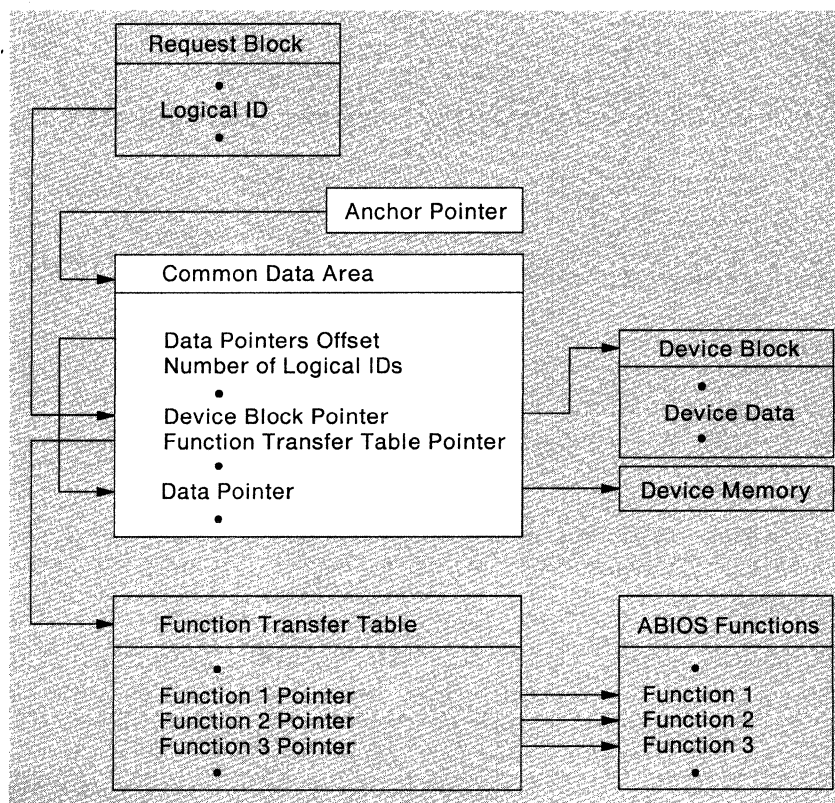 Request Block
•
Logical ID
•
Anchor Pointer
Common Data Area
Data Pointers Offset
Number of Logical IDs
•
Device Block Pointer
Function Transfer Table Pointer
•
Data Pointer
•
Device Block
•
Device Data
•
Device Memory
Function Transfer Table
•
Function 1 Pointer
Function 2 Pointer
Function 3 Pointer
•
ABIOS Functions
•
Function 1
Function 2
Function 3
•